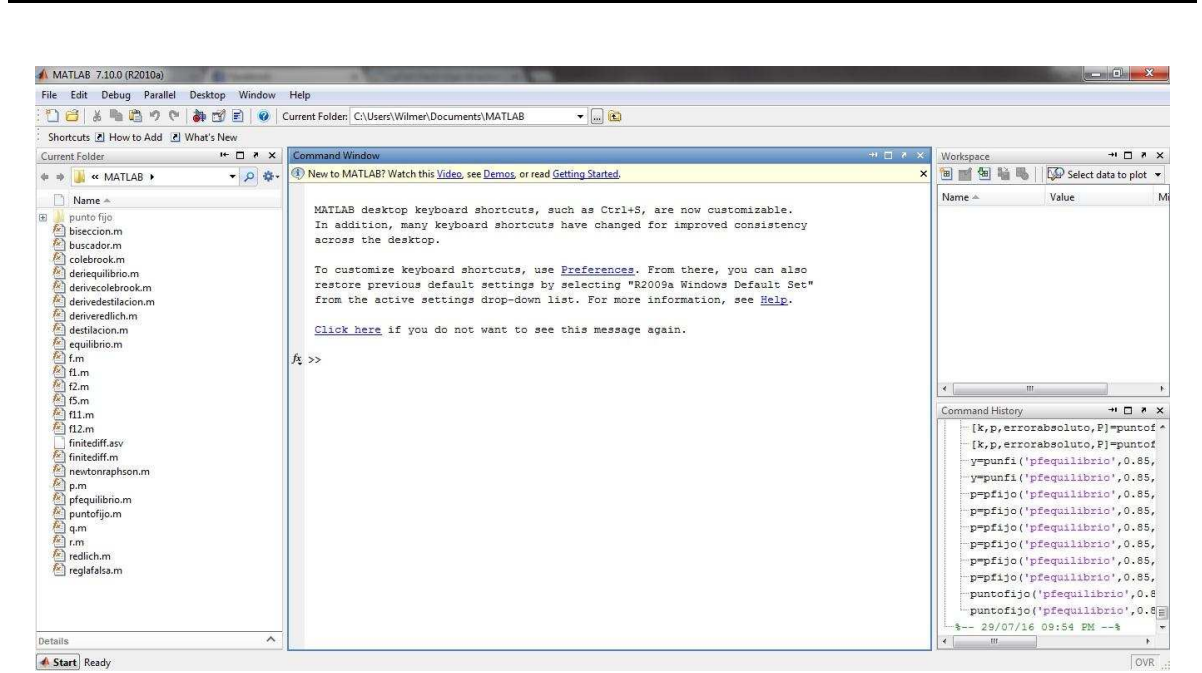 MATLAB 7.10.0 (R2010a)
File Edit Debug Parallel Desktop Window Help
Current Folder: C:\Users\Wilmer\Documents\MATLAB
Shortcuts How to Add What's New
Current Folder
« MATLAB
Name
punto fijo
biseccion.m
buscador.m
colebrook.m
deriequilibrio.m
derivecolebrook.m
derivedestilacion.m
deriveredlich.m
destilacion.m
equilibrio.m
f.m
f1.m
f2.m
f5.m
f11.m
f12.m
finitediff.asv
finitediff.m
newtonraphson.m
p.m
pfequilibrio.m
puntofijo.m
q.m
r.m
redlich.m
reglafalsa.m
Details
Command Window
New to MATLAB? Watch this Video, see Demos, or read Getting Started.
MATLAB desktop keyboard shortcuts, such as Ctrl+S, are now customizable.
In addition, many keyboard shortcuts have changed for improved consistency
across the desktop.
To customize keyboard shortcuts, use Preferences. From there, you can also
restore previous default settings by selecting "R2009a Windows Default Set"
from the active settings drop-down list. For more information, see Help.
Click here if you do not want to see this message again.
fx >>
Workspace
Select data to plot
Name Value Mi
Command History
[k,p,errorabsoluto,P]=puntof
[k,p,errorabsoluto,P]=puntof
y=punfi('pfequilibrio',0.85,
y=punfi('pfequilibrio',0.85,
p=pfijo('pfequilibrio',0.85,
p=pfijo('pfequilibrio',0.85,
p=pfijo('pfequilibrio',0.85,
p=pfijo('pfequilibrio',0.85,
p=pfijo('pfequilibrio',0.85,
p=pfijo('pfequilibrio',0.85,
puntofijo('pfequilibrio',0.8
puntofijo('pfequilibrio',0.8
%-- 29/07/16 09:54 PM --%
Start Ready
OVR